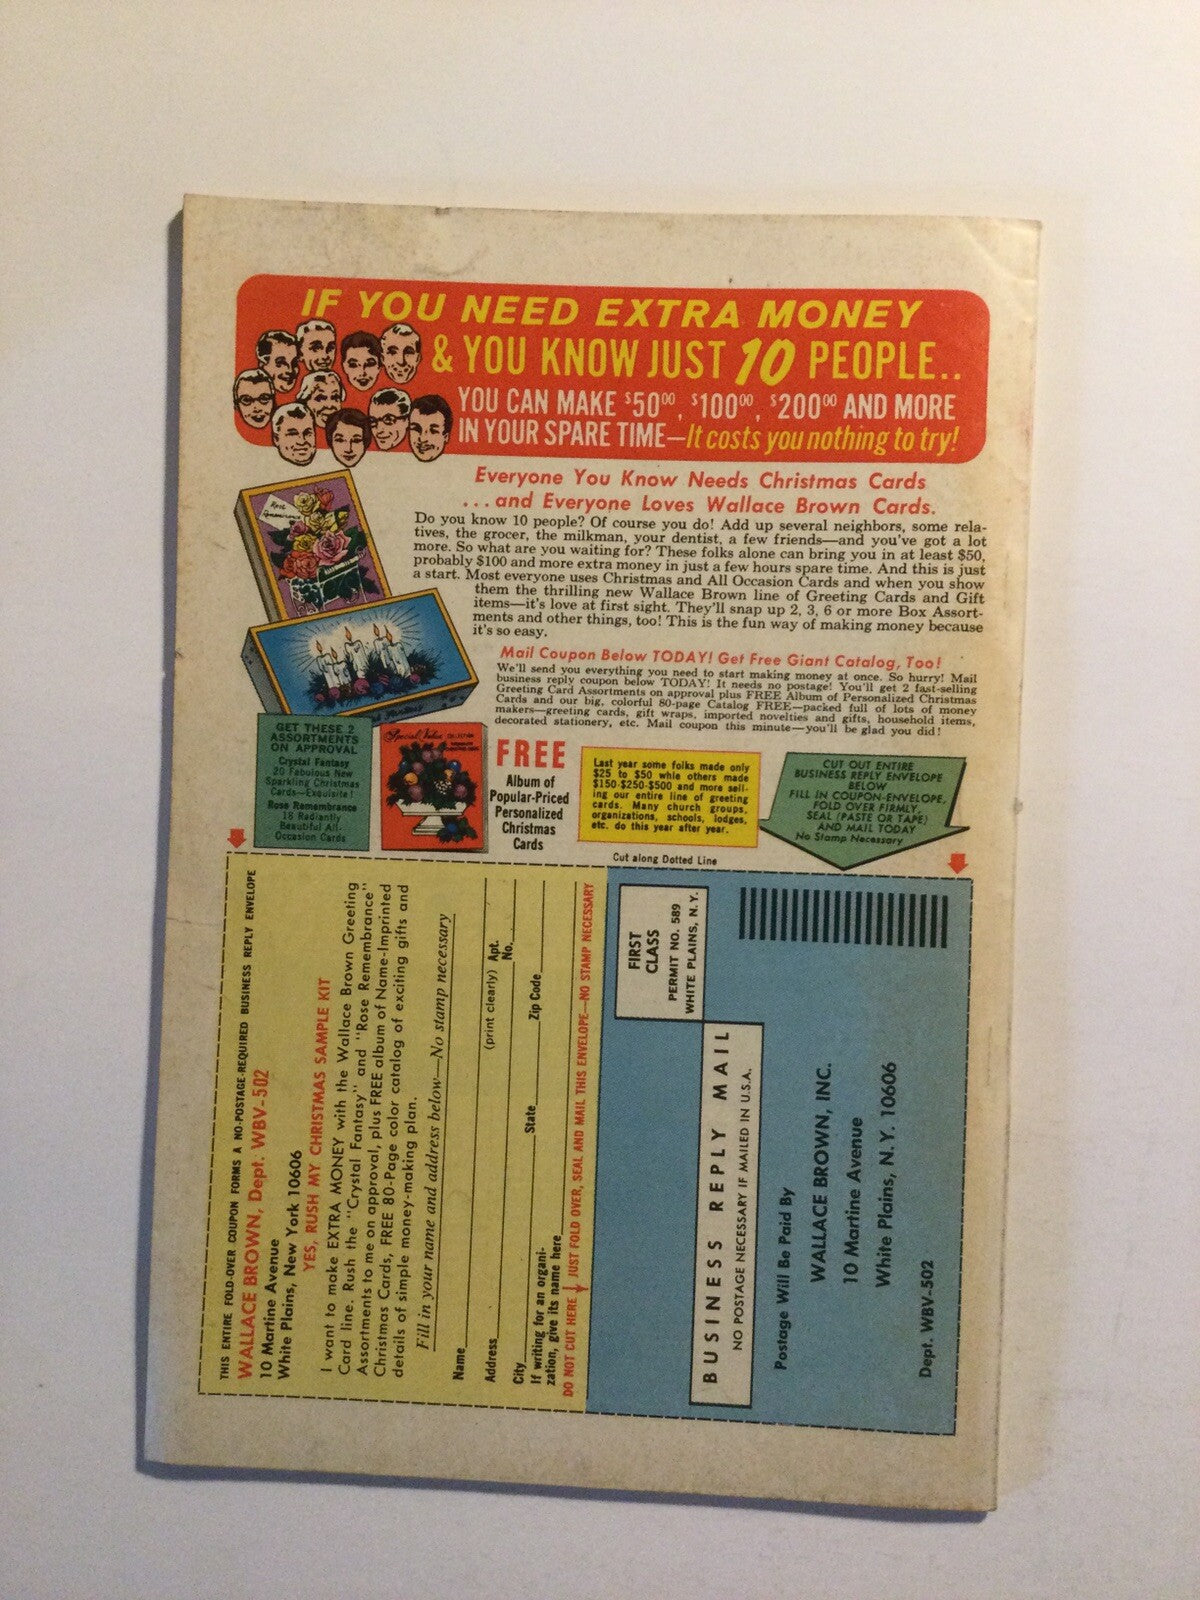 IF YOU NEED EXTRA MONEY
& YOU KNOW JUST 10 PEOPLE..
YOU CAN MAKE $50⁰⁰, $100⁰⁰, $200⁰⁰ AND MORE
IN YOUR SPARE TIME—It costs you nothing to try!
Everyone You Know Needs Christmas Cards
...and Everyone Loves Wallace Brown Cards.
Do you know 10 people? Of course you do! Add up several neighbors, some rela-
tives, the grocer, the milkman, your dentist, a few friends—and you've got a lot
more. So what are you waiting for? These folks alone can bring you in at least $50,
probably $100 and more extra money in just a few hours spare time. And this is just
a start. Most everyone uses Christmas and All Occasion Cards and when you show
them the thrilling new Wallace Brown line of Greeting Cards and Gift
items—it's love at first sight. They'll snap up 2, 3, 6 or more Box Assort-
ments and other things, too! This is the fun way of making money because
it's so easy.
Mail Coupon Below TODAY! Get Free Giant Catalog, Too!
We'll send you everything you need to start making money at once. So hurry! Mail
business reply coupon below TODAY! It needs no postage! You'll get 2 fast-selling
Greeting Card Assortments on approval plus FREE Album of Personalized Christmas
Cards and our big, colorful 80-page Catalog FREE—packed full of lots of money
makers—greeting cards, gift wraps, imported novelties and gifts, household items,
decorated stationery, etc. Mail coupon this minute—you'll be glad you did!
GET THESE 2
ASSORTMENTS
ON APPROVAL
Crystal Fantasy
20 Fabulous New
Sparkling Christmas
Cards—Exquisite!
Rose Remembrance
18 Radiantly
Beautiful All-
Occasion Cards
Special Value
FREE
Album of
Popular-Priced
Personalized
Christmas
Cards
Last year some folks made only
$25 to $50 while others made
$150-$250-$500 and more sell-
ing our entire line of greeting
cards. Many church groups,
organizations, schools, lodges,
etc. do this year after year.
CUT OUT ENTIRE
BUSINESS REPLY ENVELOPE
BELOW
FILL IN COUPON-ENVELOPE,
FOLD OVER FIRMLY,
SEAL (PASTE OR TAPE)
AND MAIL TODAY
No Stamp Necessary
Cut along Dotted Line
THIS ENTIRE FOLD-OVER COUPON FORMS A NO-POSTAGE-REQUIRED BUSINESS REPLY ENVELOPE
WALLACE BROWN, Dept. WBV-502
10 Martine Avenue
White Plains, New York 10606
YES, RUSH MY CHRISTMAS SAMPLE KIT
I want to make EXTRA MONEY with the Wallace Brown Greeting
Card line. Rush the "Crystal Fantasy" and "Rose Remembrance"
Assortments to me on approval, plus FREE album of Name-Imprinted
Christmas Cards, FREE 80-Page color catalog of exciting gifts and
details of simple money-making plan.
Fill in your name and address below—No stamp necessary
Name
(print clearly)
Address Apt. No.
City State Zip Code
If writing for an organi-
zation, give its name here
DO NOT CUT HERE JUST FOLD OVER, SEAL AND MAIL THIS ENVELOPE—NO STAMP NECESSARY
FIRST
CLASS
PERMIT NO. 589
WHITE PLAINS, N.Y.
BUSINESS REPLY MAIL
NO POSTAGE NECESSARY IF MAILED IN U.S.A.
Postage Will Be Paid By
WALLACE BROWN, INC.
10 Martine Avenue
White Plains, N.Y. 10606
Dept. WBV-502